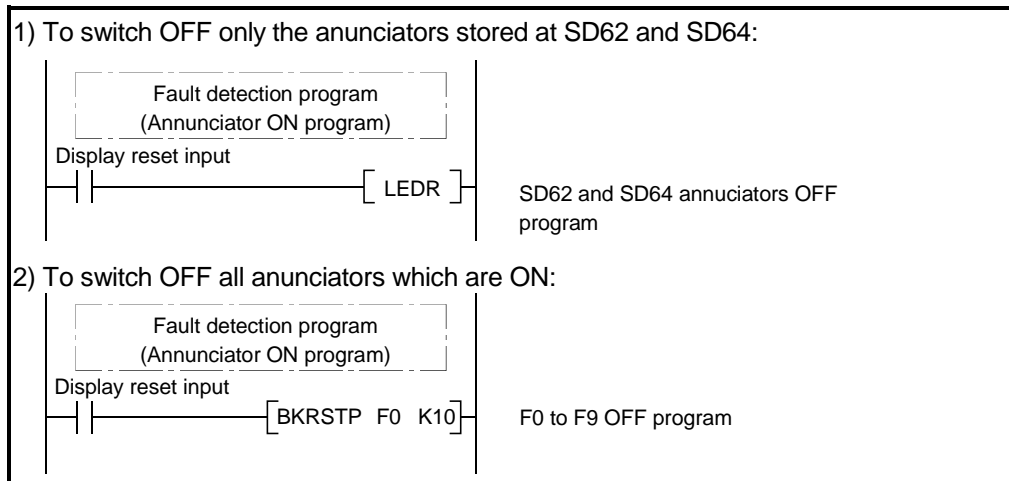 1) To switch OFF only the anunciators stored at SD62 and SD64:
Fault detection program
(Annunciator ON program)
Display reset input
LEDR
SD62 and SD64 annuciators OFF
program
2) To switch OFF all anunciators which are ON:
Fault detection program
(Annunciator ON program)
Display reset input
BKRSTP F0 K10
F0 to F9 OFF program